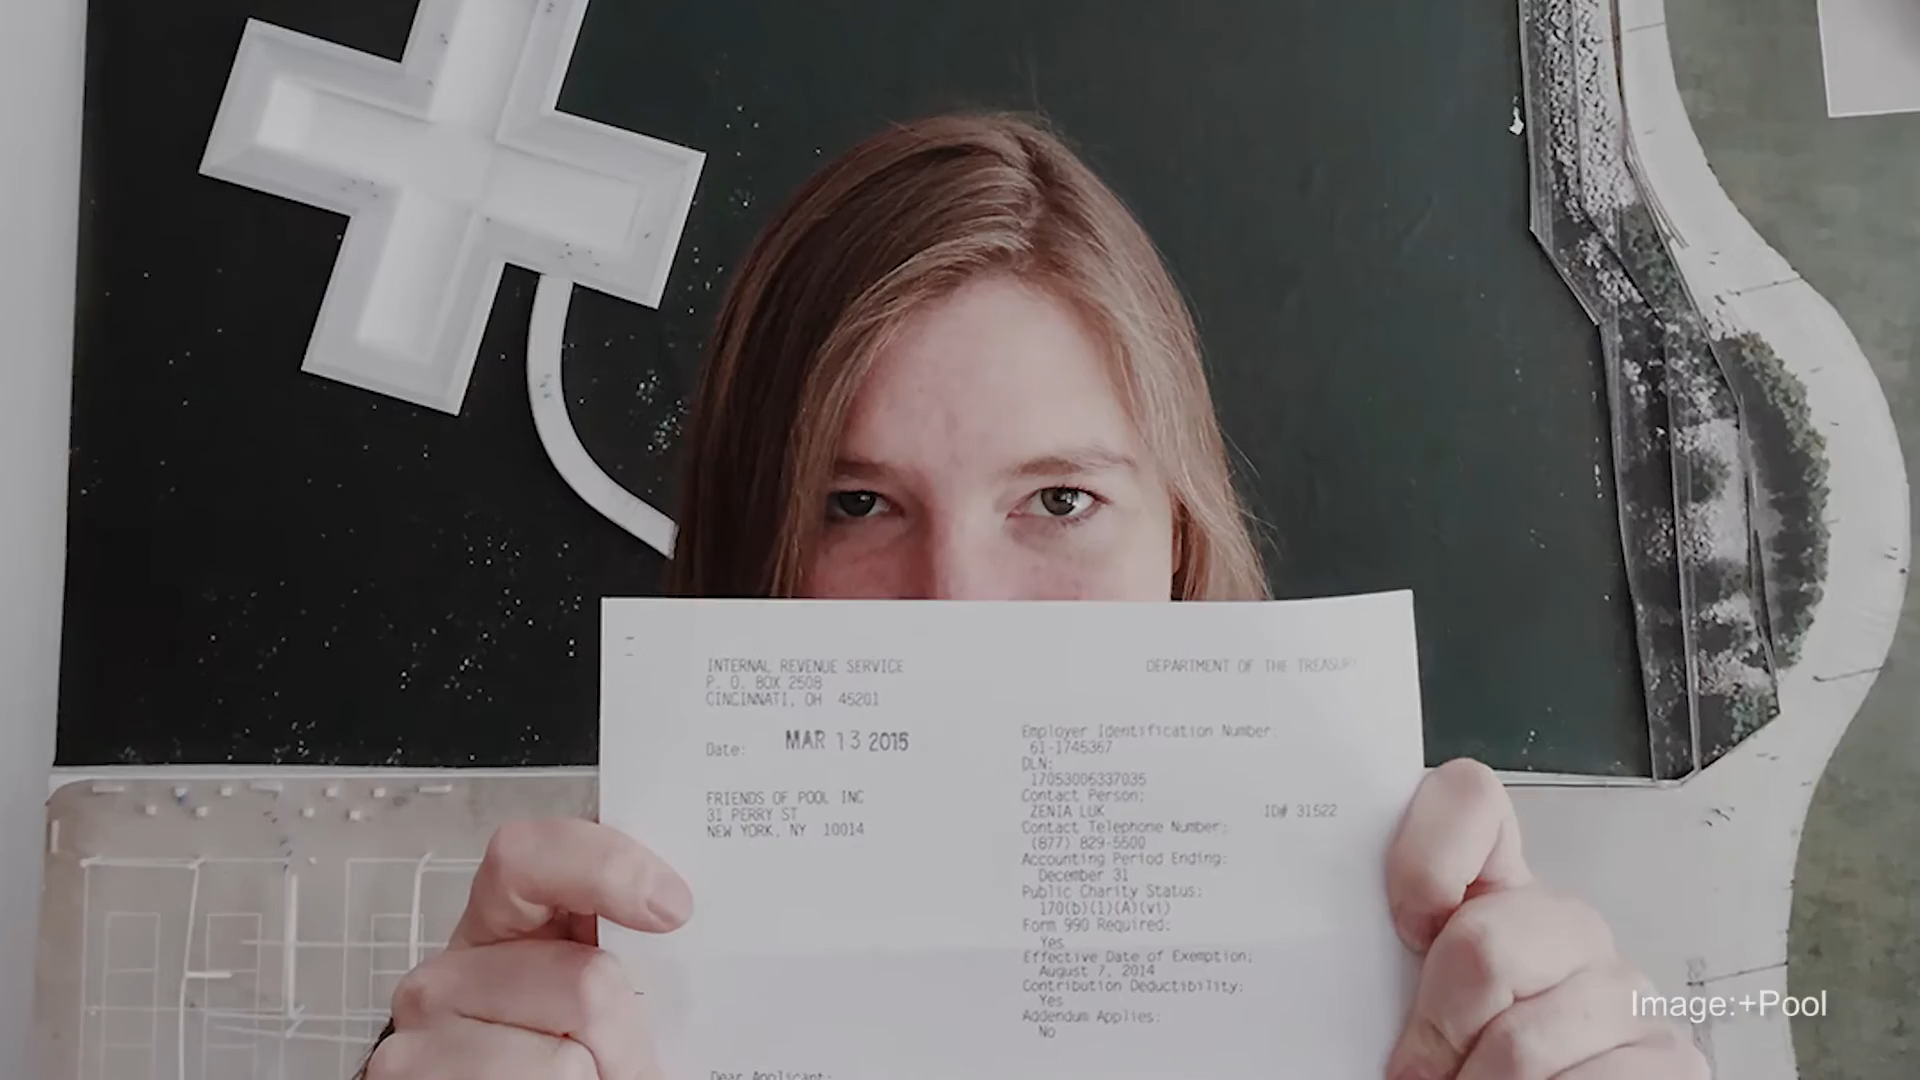 INTERNAL REVENUE SERVICE
P. O. BOX 2508
CINCINNATI, OH 45201
DEPARTMENT OF THE TREASURY
Date: MAR 13 2015
FRIENDS OF POOL INC
31 PERRY ST
NEW YORK, NY 10014
Employer Identification Number:
61-1745367
DLN:
17053006337035
Contact Person:
ZENIA LUK ID# 31522
Contact Telephone Number:
(877) 829-5500
Accounting Period Ending:
December 31
Public Charity Status:
170(b)(1)(A)(vi)
Form 990 Required:
Yes
Effective Date of Exemption:
August 7, 2014
Contribution Deductibility:
Yes
Addendum Applies:
No
Dear Applicant:
Image:+Pool